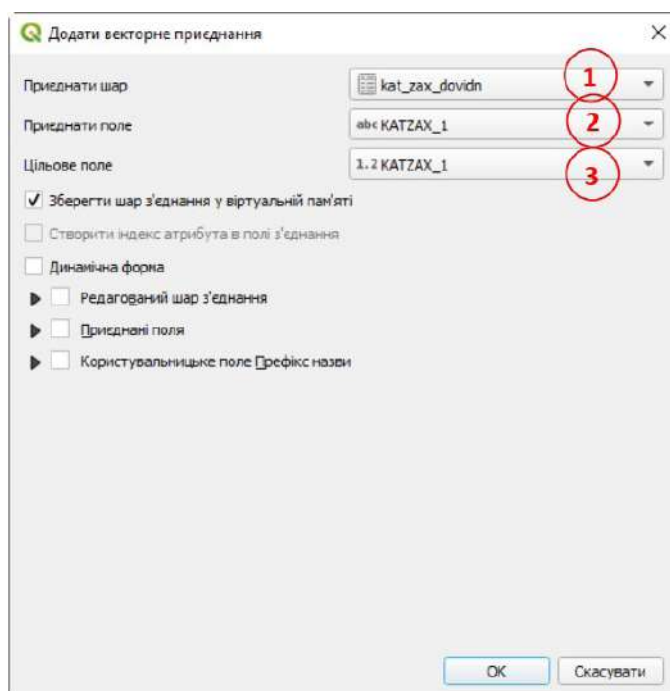 Додати векторне приєднання
Приєднати шар
kat_zax_dovidn
1
Приєднати поле
abc KATZAX_1
2
Цільове поле
1.2 KATZAX_1
3
Зберегти шар з'єднання у віртуальній пам'яті
Створити індекс атрибута в полі з'єднання
Динамічна форма
Редагований шар з'єднання
Приєднані поля
Користувальницьке поле Префікс назви
OK
Скасувати